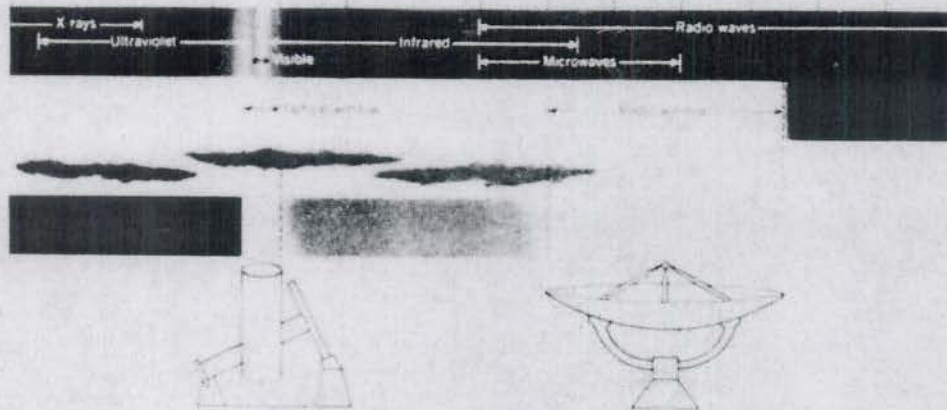 X rays
Radio waves
Ultraviolet
Infrared
Visible
Microwaves